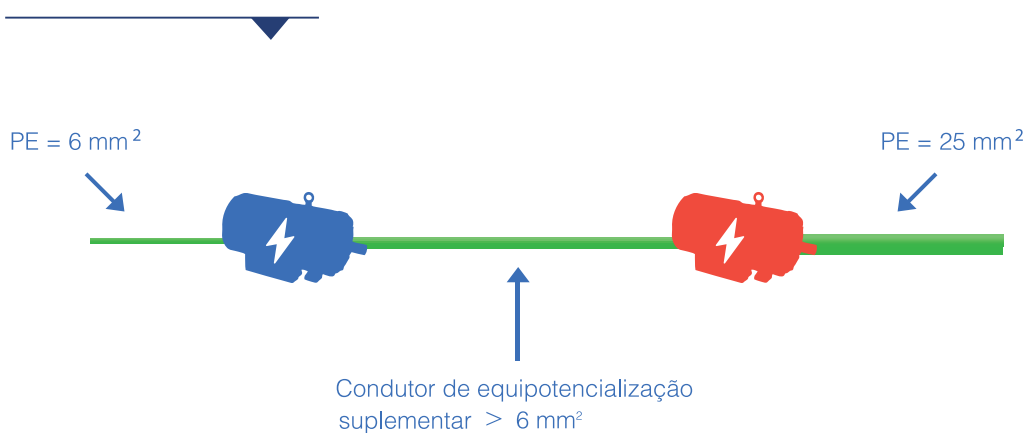 PE = 6 mm²
PE = 25 mm²
Condutor de equipotencialização
suplementar > 6 mm²